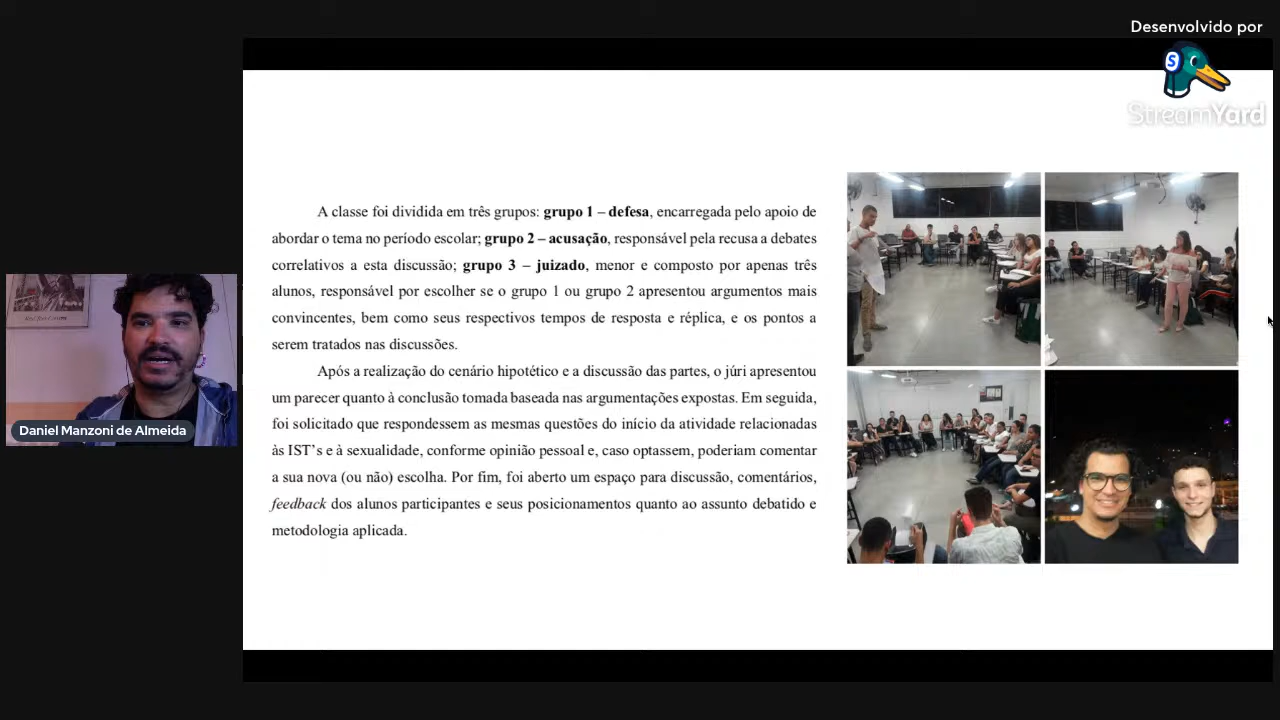 Desenvolvido por
StreamYard
A classe foi dividida em três grupos: grupo 1 – defesa, encarregada pelo apoio de
abordar o tema no período escolar; grupo 2 – acusação, responsável pela recusa a debates
correlativos a esta discussão; grupo 3 – juizado, menor e composto por apenas três
alunos, responsável por escolher se o grupo 1 ou grupo 2 apresentou argumentos mais
convincentes, bem como seus respectivos tempos de resposta e réplica, e os pontos a
serem tratados nas discussões.
Após a realização do cenário hipotético e a discussão das partes, o júri apresentou
um parecer quanto à conclusão tomada baseada nas argumentações expostas. Em seguida,
foi solicitado que respondessem as mesmas questões do início da atividade relacionadas
às IST's e à sexualidade, conforme opinião pessoal e, caso optassem, poderiam comentar
a sua nova (ou não) escolha. Por fim, foi aberto um espaço para discussão, comentários,
feedback dos alunos participantes e seus posicionamentos quanto ao assunto debatido e
metodologia aplicada.
Daniel Manzoni de Almeida